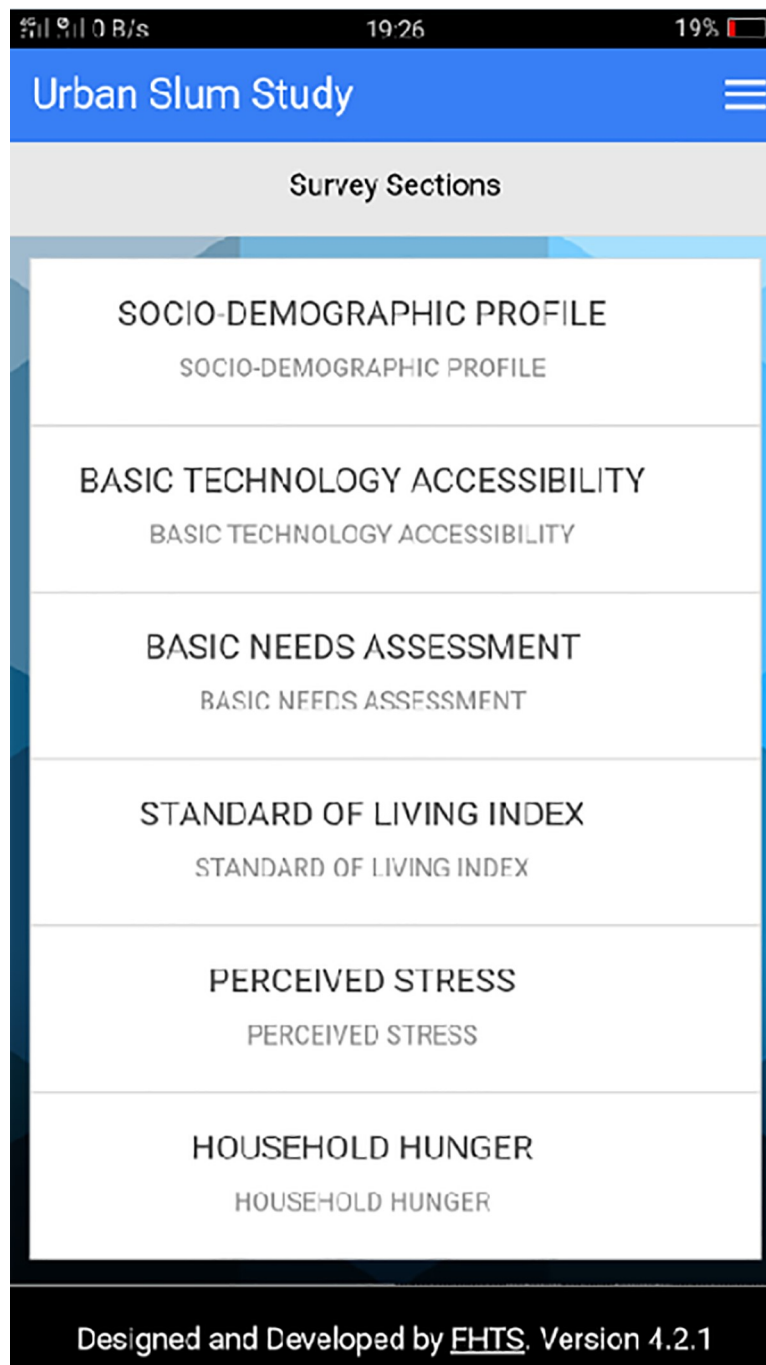 4G 0 B/s 19:26 19%
Urban Slum Study
Survey Sections
SOCIO-DEMOGRAPHIC PROFILE
SOCIO-DEMOGRAPHIC PROFILE
BASIC TECHNOLOGY ACCESSIBILITY
BASIC TECHNOLOGY ACCESSIBILITY
BASIC NEEDS ASSESSMENT
BASIC NEEDS ASSESSMENT
STANDARD OF LIVING INDEX
STANDARD OF LIVING INDEX
PERCEIVED STRESS
PERCEIVED STRESS
HOUSEHOLD HUNGER
HOUSEHOLD HUNGER
Designed and Developed by FHTS. Version 4.2.1